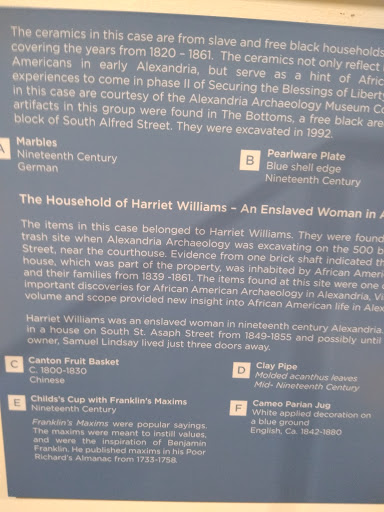 The ceramics in this case are from slave and free black households
covering the years from 1820 - 1861. The ceramics not only reflect
Americans in early Alexandria, but serve as a hint of
experiences to come in phase II of Securing the Blessings of
in this case are courtesy of the Alexandria Archaeology Museum
artifacts in this group were found in The Bottoms, a free black
block of South Alfred Street. They were excavated in 1992.
A
Marbles
Nineteenth Century
German
B
Pearlware Plate
Blue shell edge
Nineteenth Century
The Household of Harriet Williams – An Enslaved Woman in
The items in this case belonged to Harriet Williams. They were found
trash site when Alexandria Archaeology was excavating on the 500
Street, near the courthouse. Evidence from one brick shaft indicated
house, which was part of the property, was inhabited by African
and their families from 1839 -1861. The items found at this site were one
important discoveries for African American Archaeology in Alexandria,
volume and scope provided new insight into African American life in
Harriet Williams was an enslaved woman in nineteenth century Alexandria.
in a house on South St. Asaph Street from 1849-1855 and possibly until
owner, Samuel Lindsay lived just three doors away.
C
Canton Fruit Basket
C. 1800-1830
Chinese
D
Clay Pipe
Molded acanthus leaves
Mid- Nineteenth Century
E
Childs's Cup with Franklin's Maxims
Nineteenth Century
Franklin's Maxims were popular sayings.
The maxims were meant to instill values,
and were the inspiration of Benjamin
Franklin. He published maxims in his Poor
Richard's Almanac from 1733-1758.
F
Cameo Parian Jug
White applied decoration on
a blue ground
English, Ca. 1842-1880